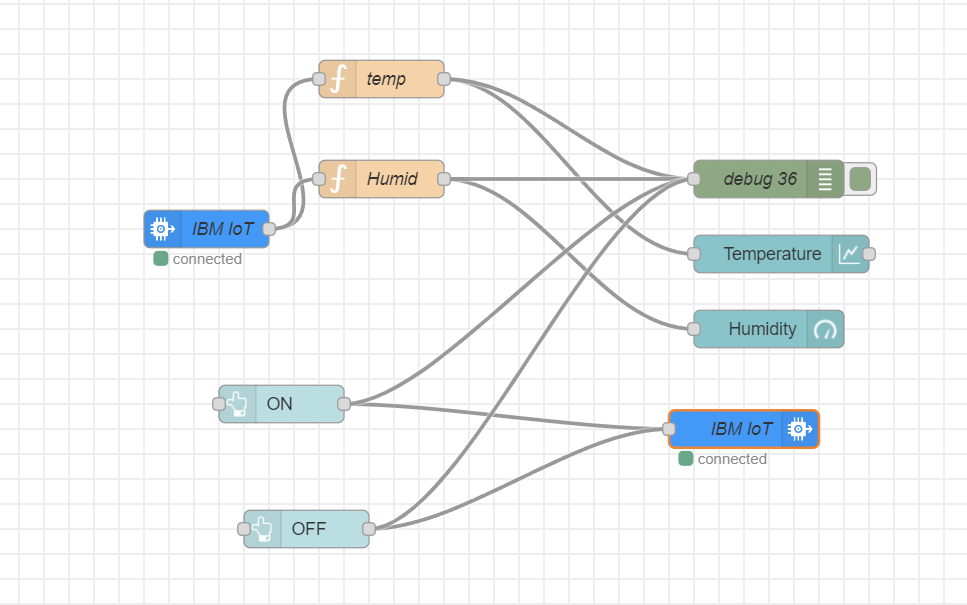 temp
Humid
IBM IoT
connected
debug 36
Temperature
Humidity
ON
IBM IoT
connected
OFF